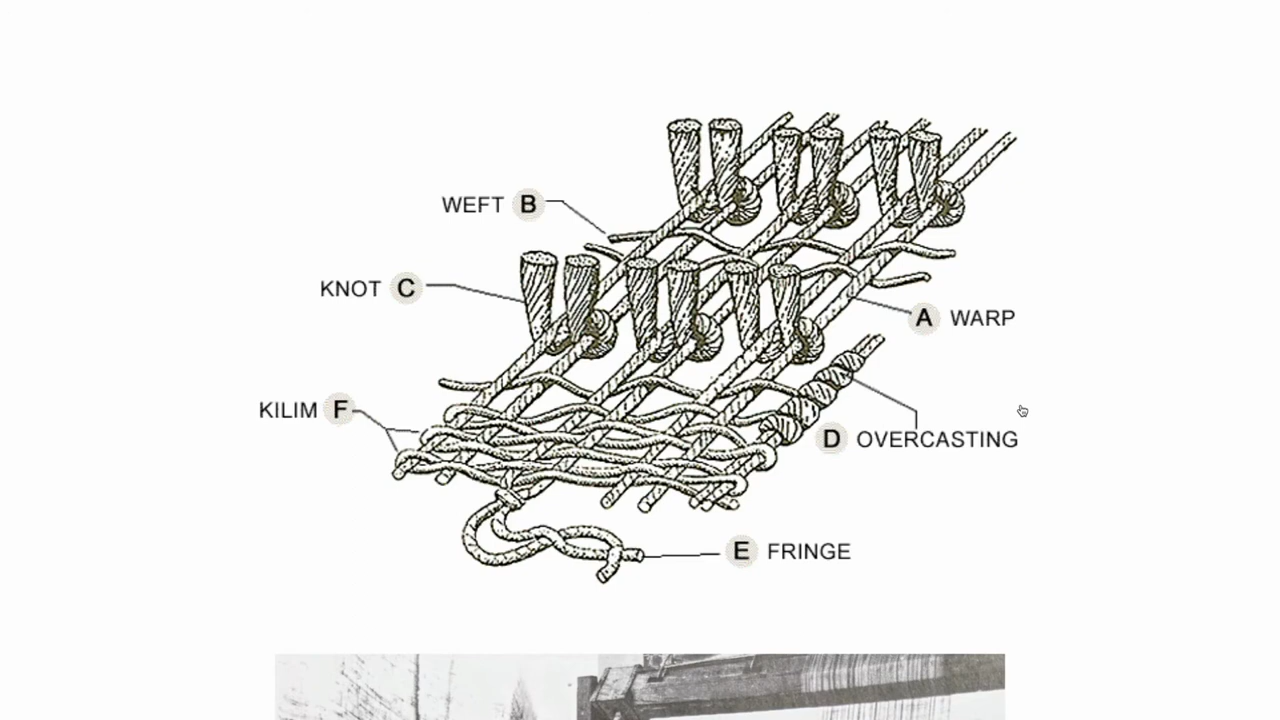 WEFT B
KNOT C
A WARP
KILIM F
D OVERCASTING
E FRINGE